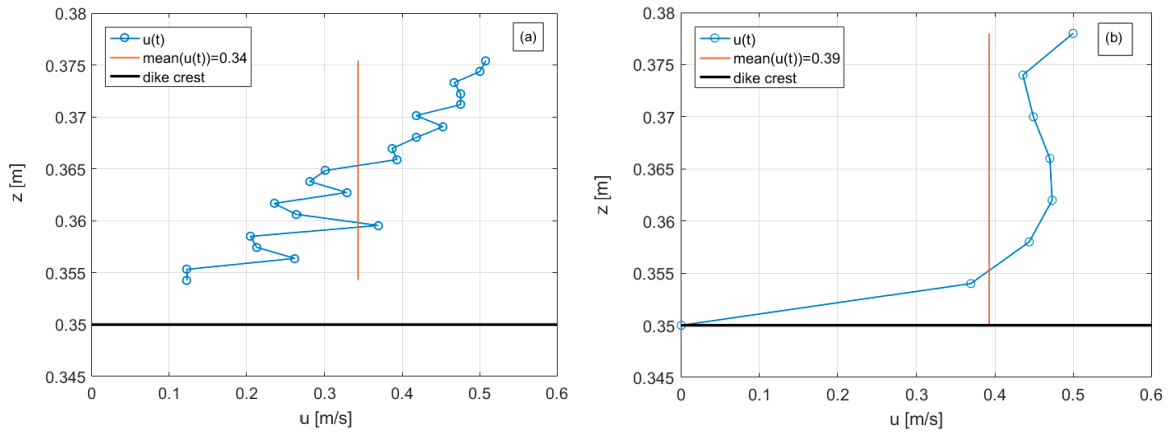 (a)
u(t)
mean(u(t))=0.34
dike crest
0.38
0.375
0.37
0.365
0.36
0.355
0.35
0.345
z [m]
0
0.1
0.2
0.3
0.4
0.5
0.6
u [m/s]
(b)
u(t)
mean(u(t))=0.39
dike crest
0.38
0.375
0.37
0.365
0.36
0.355
0.35
0.345
z [m]
0
0.1
0.2
0.3
0.4
0.5
0.6
u [m/s]